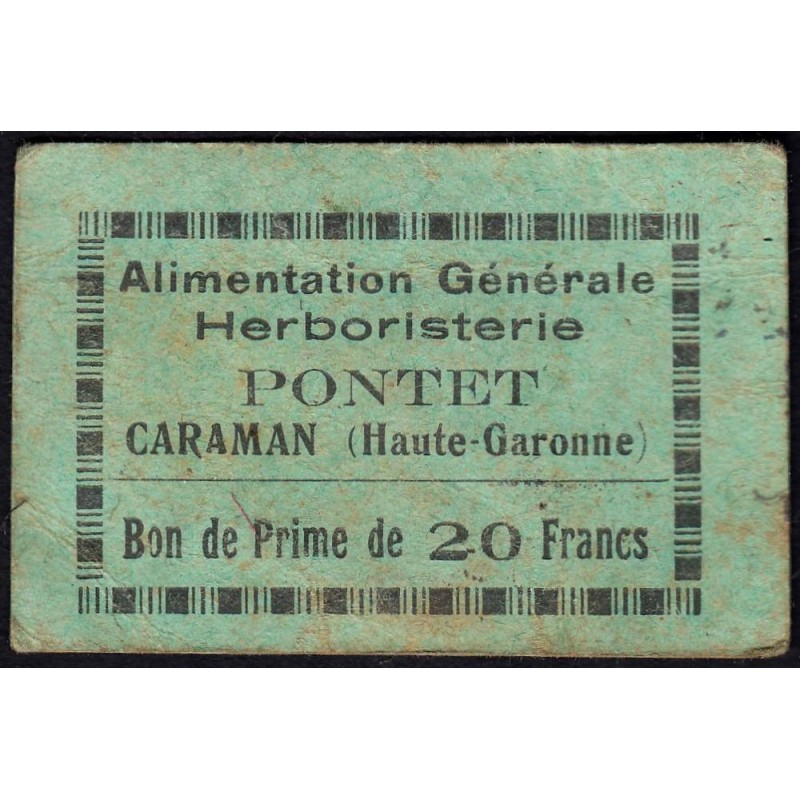 Alimentation Générale
Herboristerie
PONTET
CARAMAN (Haute-Garonne)
Bon de Prime de 20 Francs